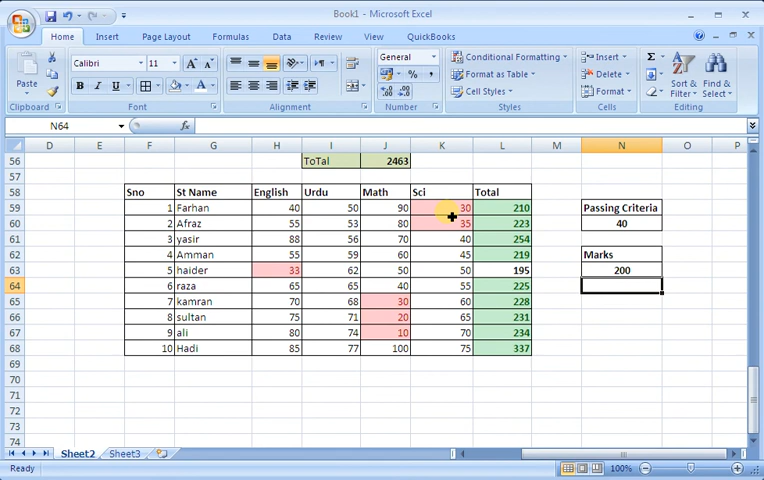 Book1 - Microsoft Excel
Home Insert Page Layout Formulas Data Review View QuickBooks
Paste
Clipboard
Calibri 11
B I U
Font
Alignment
General
$ % ,
Number
Conditional Formatting
Format as Table
Cell Styles
Styles
Insert
Delete
Format
Cells
Σ
Sort & Filter
Find & Select
Editing
N64 fx
D E F G H I J K L M N O P
56 ToTal 2463
57
58 Sno St Name English Urdu Math Sci Total
59 1 Farhan 40 50 90 30 210 Passing Criteria
60 2 Afraz 55 53 80 35 223 40
61 3 yasir 88 56 70 40 254
62 4 Amman 55 59 60 45 219 Marks
63 5 haider 33 62 50 50 195 200
64 6 raza 65 65 40 55 225
65 7 kamran 70 68 30 60 228
66 8 sultan 75 71 20 65 231
67 9 ali 80 74 10 70 234
68 10 Hadi 85 77 100 75 337
69
70
71
72
73
74
Sheet2 Sheet3
Ready 100%